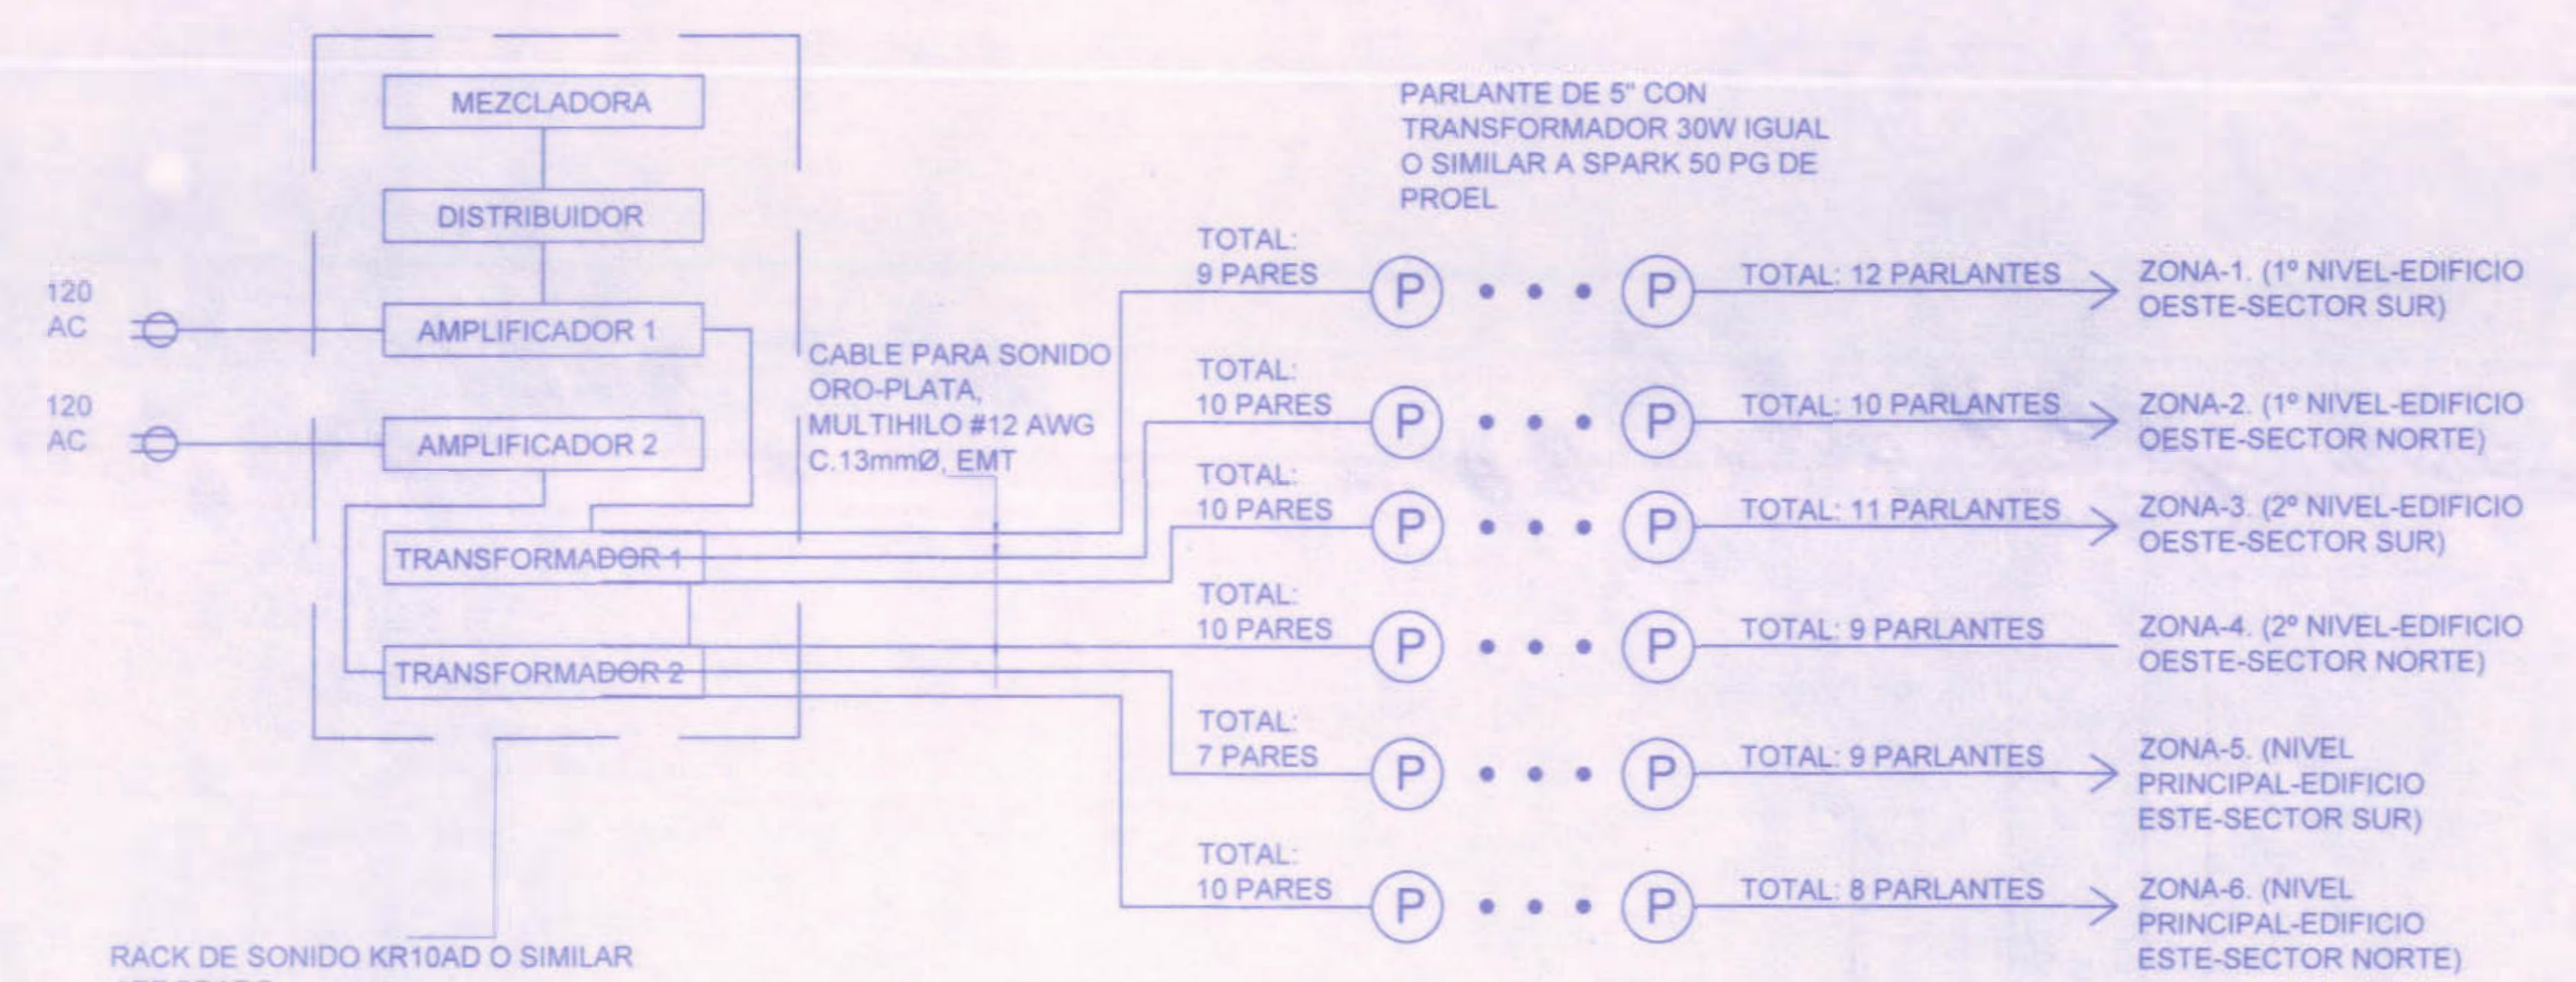 MEZCLADORA
DISTRIBUIDOR
120
AC
AMPLIFICADOR 1
120
AC
AMPLIFICADOR 2
TRANSFORMADOR 1
TRANSFORMADOR 2
RACK DE SONIDO KR10AD O SIMILAR
CABLE PARA SONIDO
ORO-PLATA,
MULTIHILO #12 AWG
C.13mmØ, EMT
PARLANTE DE 5" CON
TRANSFORMADOR 30W IGUAL
O SIMILAR A SPARK 50 PG DE
PROEL
TOTAL:
9 PARES
P
P
TOTAL: 12 PARLANTES
ZONA-1. (1º NIVEL-EDIFICIO
OESTE-SECTOR SUR)
TOTAL:
10 PARES
P
P
TOTAL: 10 PARLANTES
ZONA-2. (1º NIVEL-EDIFICIO
OESTE-SECTOR NORTE)
TOTAL:
10 PARES
P
P
TOTAL: 11 PARLANTES
ZONA-3. (2º NIVEL-EDIFICIO
OESTE-SECTOR SUR)
TOTAL:
10 PARES
P
P
TOTAL: 9 PARLANTES
ZONA-4. (2º NIVEL-EDIFICIO
OESTE-SECTOR NORTE)
TOTAL:
7 PARES
P
P
TOTAL: 9 PARLANTES
ZONA-5. (NIVEL
PRINCIPAL-EDIFICIO
ESTE-SECTOR SUR)
TOTAL:
10 PARES
P
P
TOTAL: 8 PARLANTES
ZONA-6. (NIVEL
PRINCIPAL-EDIFICIO
ESTE-SECTOR NORTE)